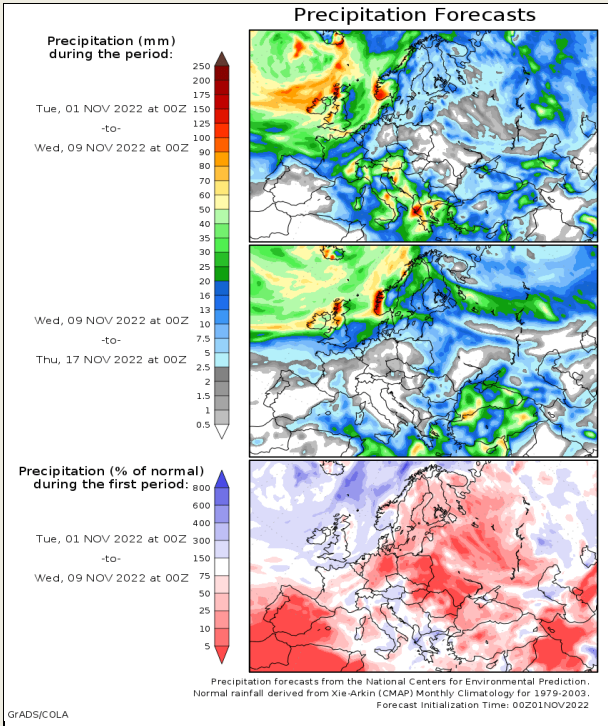 Precipitation Forecasts
Precipitation (mm)
during the period:
250
200
175
150
125
100
90
80
70
60
50
40
35
30
25
20
16
13
10
7.5
5
2.5
2
1.5
1
0.5
Tue, 01 NOV 2022 at 00Z
-to-
Wed, 09 NOV 2022 at 00Z
Wed, 09 NOV 2022 at 00Z
-to-
Thu, 17 NOV 2022 at 00Z
Precipitation (% of normal)
during the first period:
800
600
400
300
150
75
50
25
10
5
Tue, 01 NOV 2022 at 00Z
-to-
Wed, 09 NOV 2022 at 00Z
Precipitation forecasts from the National Centers for Environmental Prediction.
Normal rainfall derived from Xie-Arkin (CMAP) Monthly Climatology for 1979-2003.
Forecast Initialization Time: 00Z01NOV2022
GrADS/COLA